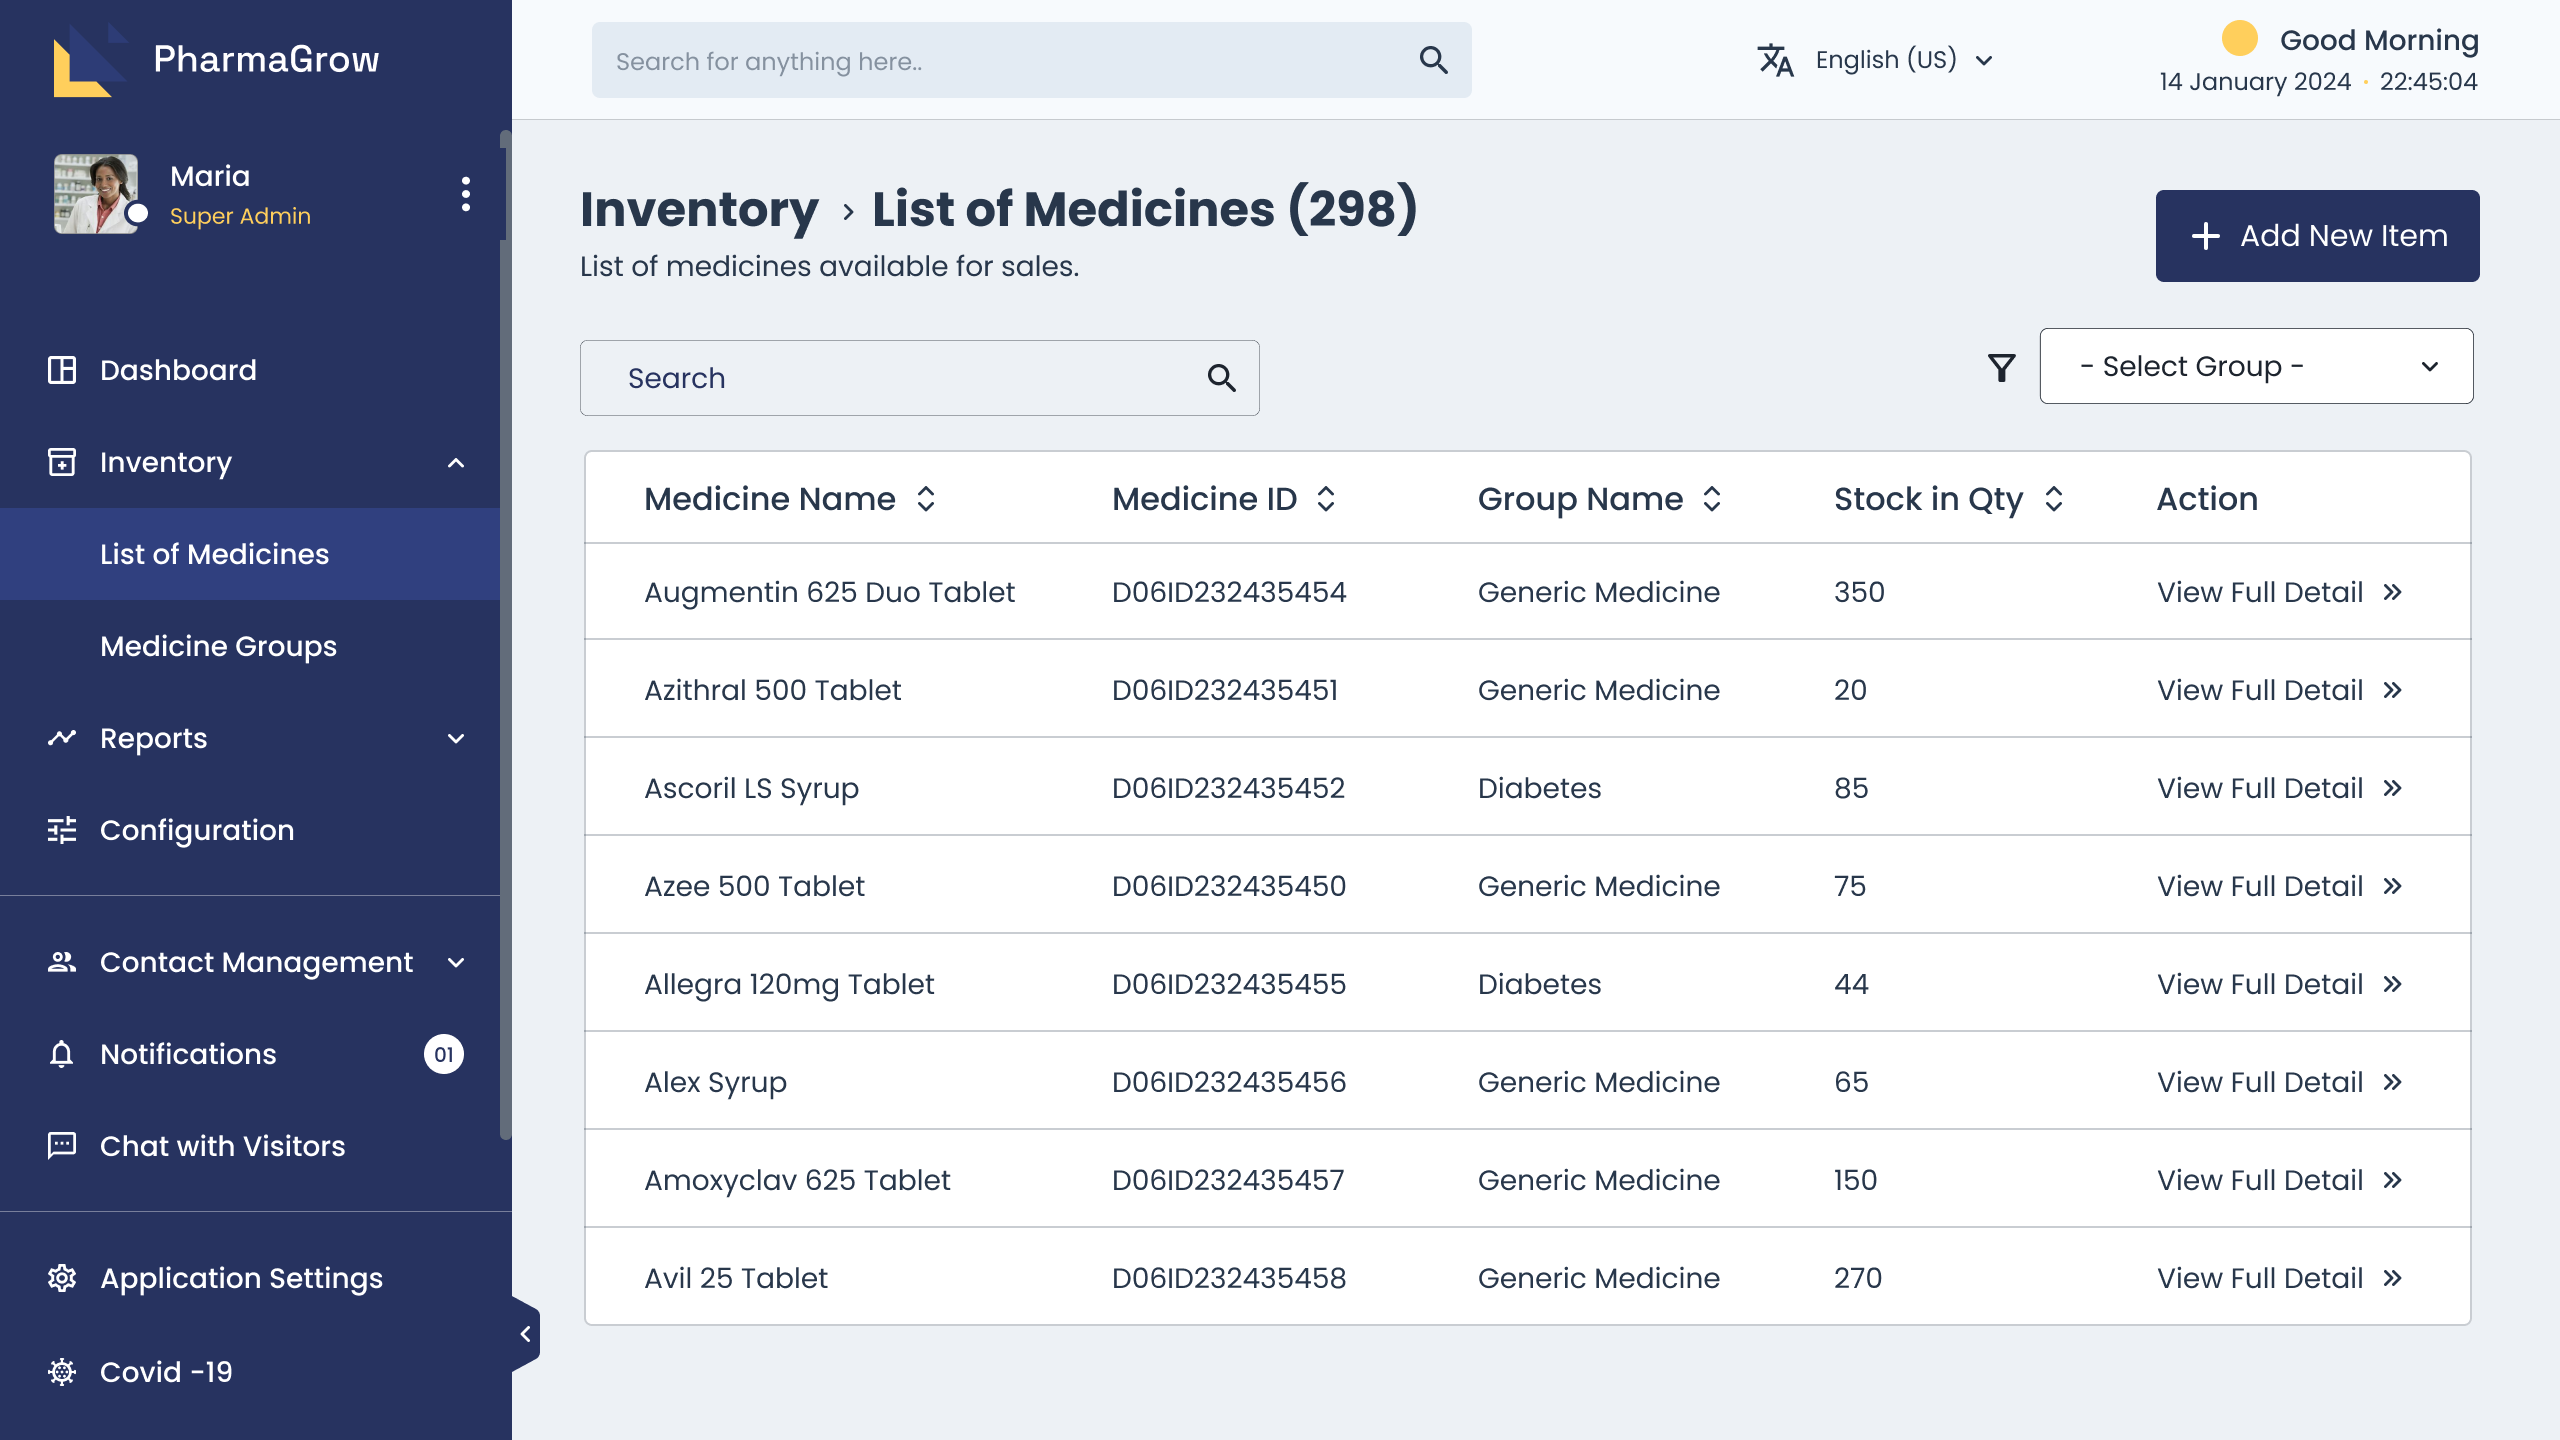 PharmaGrow
Maria
Super Admin
Dashboard
Inventory
List of Medicines
Medicine Groups
Reports
Configuration
Contact Management
Notifications 01
Chat with Visitors
Application Settings
Covid -19
Search for anything here..
English (US)
Good Morning
14 January 2024 · 22:45:04
Inventory › List of Medicines (298)
List of medicines available for sales.
+ Add New Item
Search
- Select Group -
Medicine Name Medicine ID Group Name Stock in Qty Action
Augmentin 625 Duo Tablet D06ID232435454 Generic Medicine 350 View Full Detail »
Azithral 500 Tablet D06ID232435451 Generic Medicine 20 View Full Detail »
Ascoril LS Syrup D06ID232435452 Diabetes 85 View Full Detail »
Azee 500 Tablet D06ID232435450 Generic Medicine 75 View Full Detail »
Allegra 120mg Tablet D06ID232435455 Diabetes 44 View Full Detail »
Alex Syrup D06ID232435456 Generic Medicine 65 View Full Detail »
Amoxyclav 625 Tablet D06ID232435457 Generic Medicine 150 View Full Detail »
Avil 25 Tablet D06ID232435458 Generic Medicine 270 View Full Detail »